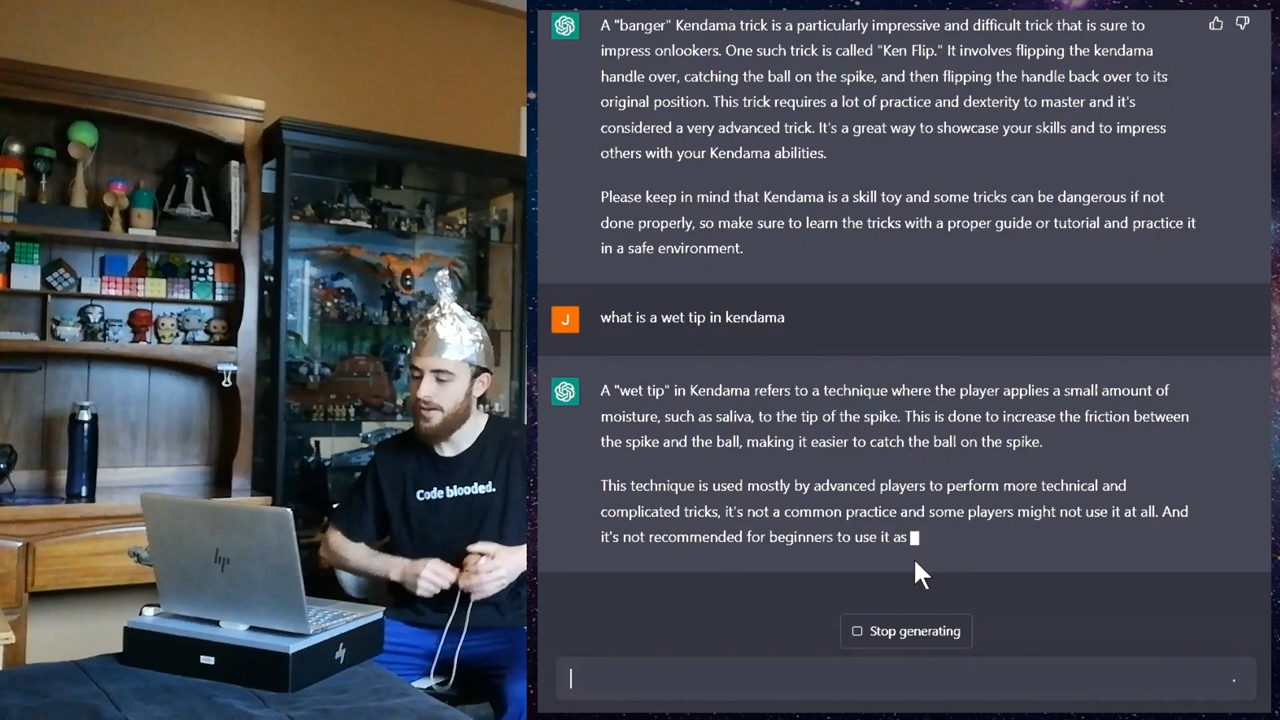 A "banger" Kendama trick is a particularly impressive and difficult trick that is sure to
impress onlookers. One such trick is called "Ken Flip." It involves flipping the kendama
handle over, catching the ball on the spike, and then flipping the handle back over to its
original position. This trick requires a lot of practice and dexterity to master and it's
considered a very advanced trick. It's a great way to showcase your skills and to impress
others with your Kendama abilities.
Please keep in mind that Kendama is a skill toy and some tricks can be dangerous if not
done properly, so make sure to learn the tricks with a proper guide or tutorial and practice it
in a safe environment.
J
what is a wet tip in kendama
A "wet tip" in Kendama refers to a technique where the player applies a small amount of
moisture, such as saliva, to the tip of the spike. This is done to increase the friction between
the spike and the ball, making it easier to catch the ball on the spike.
This technique is used mostly by advanced players to perform more technical and
complicated tricks, it's not a common practice and some players might not use it at all. And
it's not recommended for beginners to use it as
Stop generating
Code blooded.
hp
hp